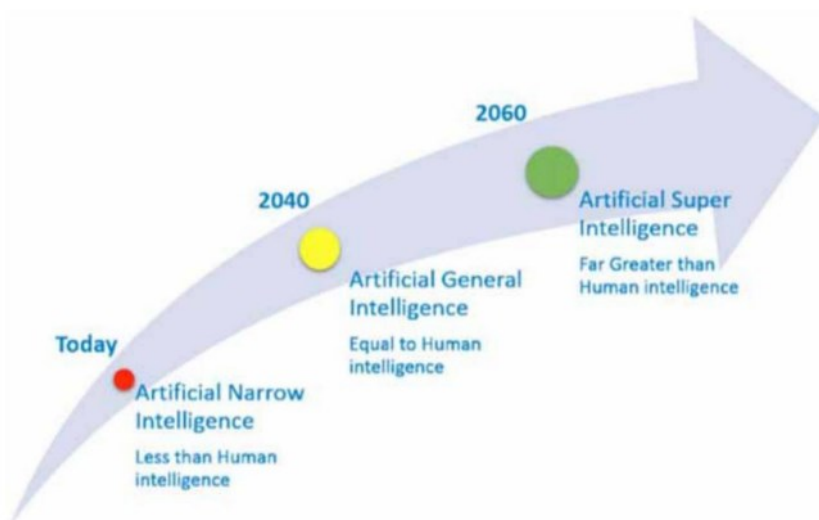 2060
Artificial Super
Intelligence
Far Greater than
Human intelligence
2040
Artificial General
Intelligence
Equal to Human
intelligence
Today
Artificial Narrow
Intelligence
Less than Human
intelligence